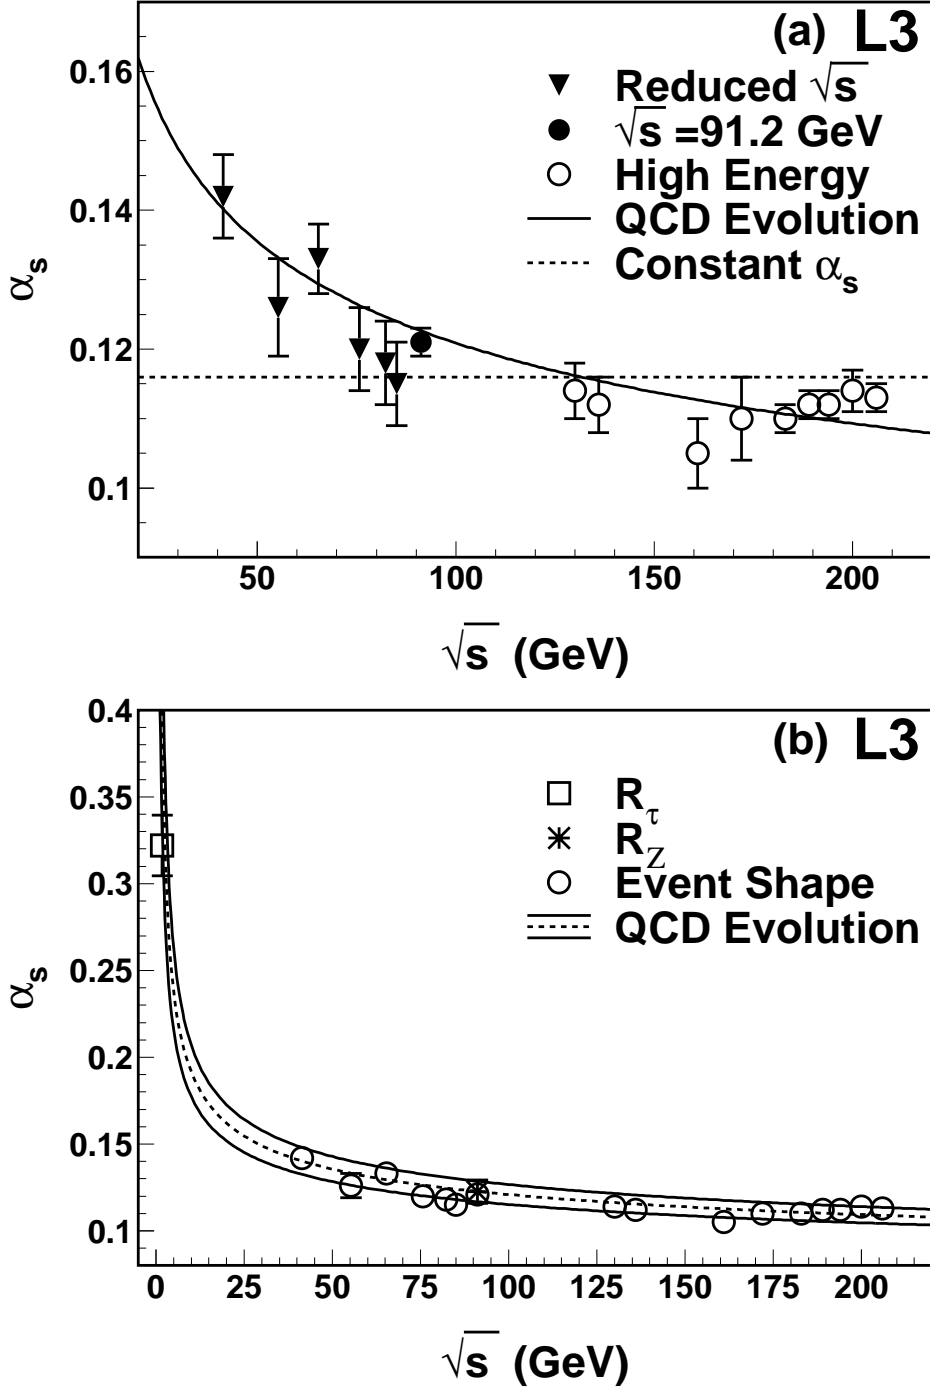 (a) L3
0.16
Reduced √s
√s =91.2 GeV
0.14
High Energy
QCD Evolution
αs
Constant αs
0.12
0.1
50 100 150 200
√s (GeV)
0.4
(b) L3
0.35
Rτ
RZ
0.3
Event Shape
QCD Evolution
0.25
αs
0.2
0.15
0.1
0 25 50 75 100 125 150 175 200
√s (GeV)